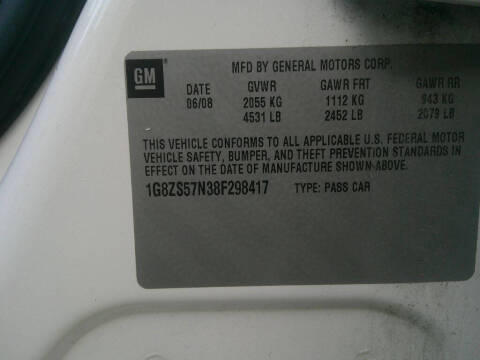 GM
MFD BY GENERAL MOTORS CORP.
DATE GVWR GAWR FRT GAWR RR
06/08 2055 KG 1112 KG 943 KG
4531 LB 2452 LB 2079 LB
THIS VEHICLE CONFORMS TO ALL APPLICABLE U.S. FEDERAL MOTOR
VEHICLE SAFETY, BUMPER, AND THEFT PREVENTION STANDARDS IN
EFFECT ON THE DATE OF MANUFACTURE SHOWN ABOVE.
1G8ZS57N38F298417 TYPE: PASS CAR